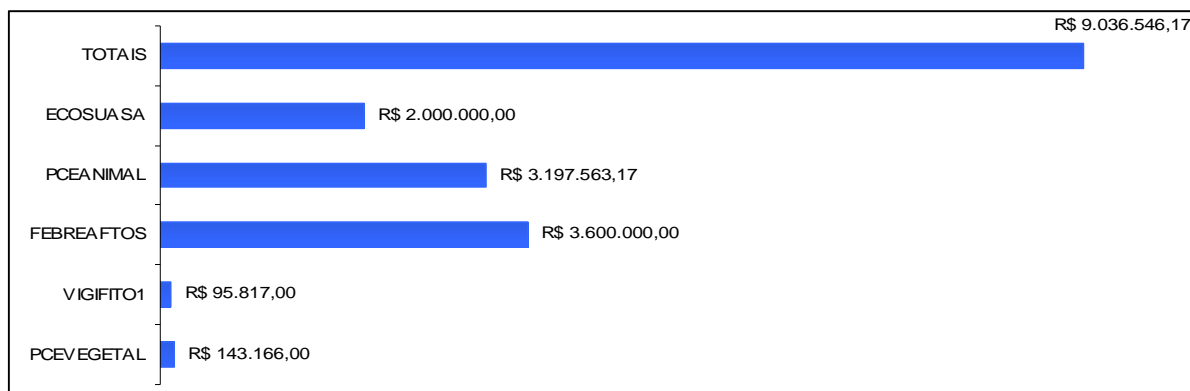 R$ 9.036.546,17
TOTAIS
ECOSUASA
R$ 2.000.000,00
PCEANIMAL
R$ 3.197.563,17
FEBREAFTOS
R$ 3.600.000,00
VIGIFITO1
R$ 95.817,00
PCEVEGETAL
R$ 143.166,00